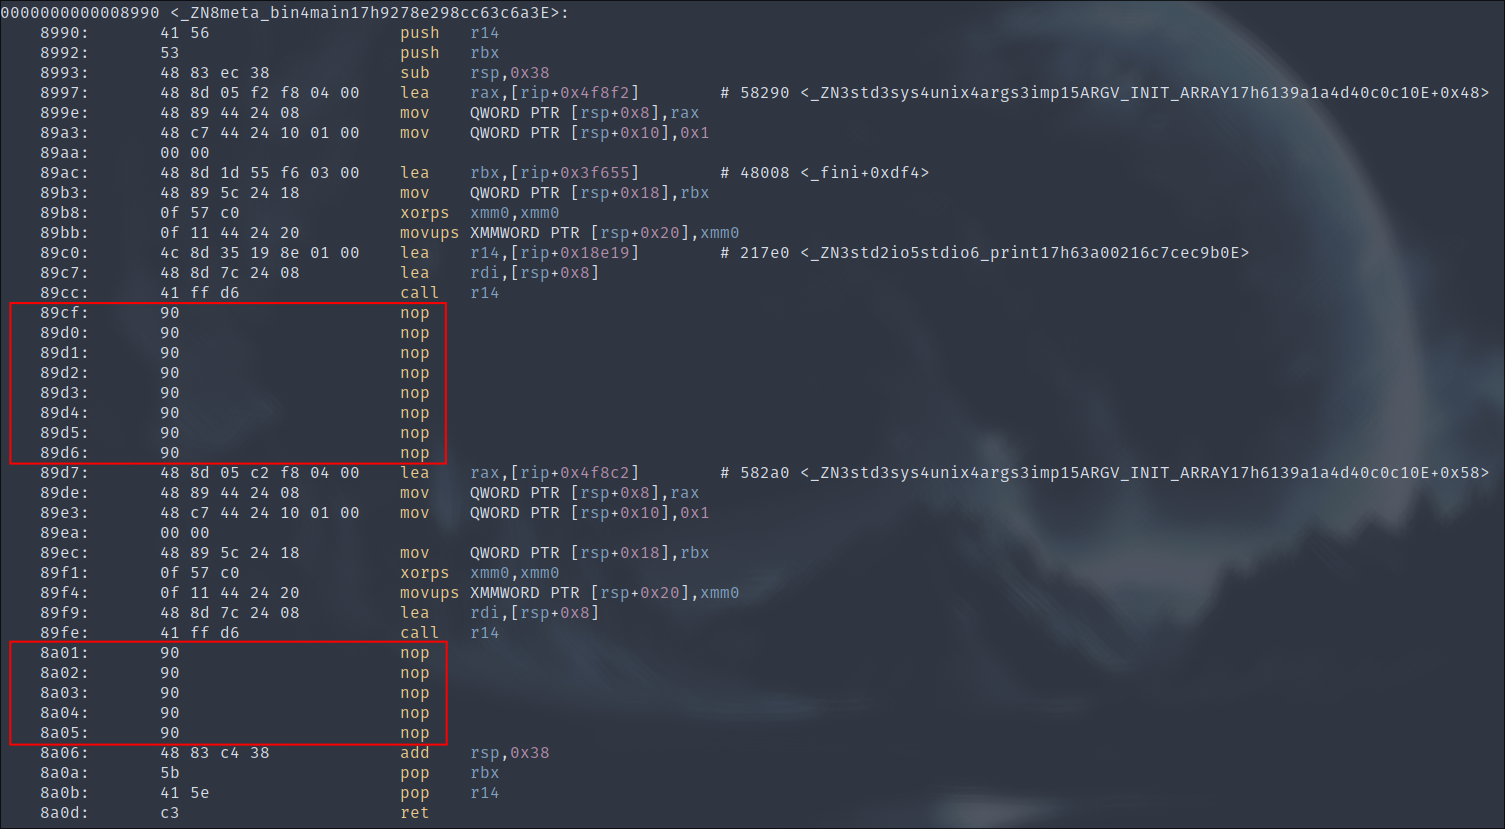 0000000000008990 <_ZN8meta_bin4main17h9278e298cc63c6a3E>:
8990: 41 56 push r14
8992: 53 push rbx
8993: 48 83 ec 38 sub rsp,0x38
8997: 48 8d 05 f2 f8 04 00 lea rax,[rip+0x4f8f2] # 58290 <_ZN3std3sys4unix4args3imp15ARGV_INIT_ARRAY17h6139a1a4d40c0c10E+0x48>
899e: 48 89 44 24 08 mov QWORD PTR [rsp+0x8],rax
89a3: 48 c7 44 24 10 01 00 mov QWORD PTR [rsp+0x10],0x1
89aa: 00 00
89ac: 48 8d 1d 55 f6 03 00 lea rbx,[rip+0x3f655] # 48008 <_fini+0xdf4>
89b3: 48 89 5c 24 18 mov QWORD PTR [rsp+0x18],rbx
89b8: 0f 57 c0 xorps xmm0,xmm0
89bb: 0f 11 44 24 20 movups XMMWORD PTR [rsp+0x20],xmm0
89c0: 4c 8d 35 19 8e 01 00 lea r14,[rip+0x18e19] # 217e0 <_ZN3std2io5stdio6_print17h63a00216c7cec9b0E>
89c7: 48 8d 7c 24 08 lea rdi,[rsp+0x8]
89cc: 41 ff d6 call r14
89cf: 90 nop
89d0: 90 nop
89d1: 90 nop
89d2: 90 nop
89d3: 90 nop
89d4: 90 nop
89d5: 90 nop
89d6: 90 nop
89d7: 48 8d 05 c2 f8 04 00 lea rax,[rip+0x4f8c2] # 582a0 <_ZN3std3sys4unix4args3imp15ARGV_INIT_ARRAY17h6139a1a4d40c0c10E+0x58>
89de: 48 89 44 24 08 mov QWORD PTR [rsp+0x8],rax
89e3: 48 c7 44 24 10 01 00 mov QWORD PTR [rsp+0x10],0x1
89ea: 00 00
89ec: 48 89 5c 24 18 mov QWORD PTR [rsp+0x18],rbx
89f1: 0f 57 c0 xorps xmm0,xmm0
89f4: 0f 11 44 24 20 movups XMMWORD PTR [rsp+0x20],xmm0
89f9: 48 8d 7c 24 08 lea rdi,[rsp+0x8]
89fe: 41 ff d6 call r14
8a01: 90 nop
8a02: 90 nop
8a03: 90 nop
8a04: 90 nop
8a05: 90 nop
8a06: 48 83 c4 38 add rsp,0x38
8a0a: 5b pop rbx
8a0b: 41 5e pop r14
8a0d: c3 ret